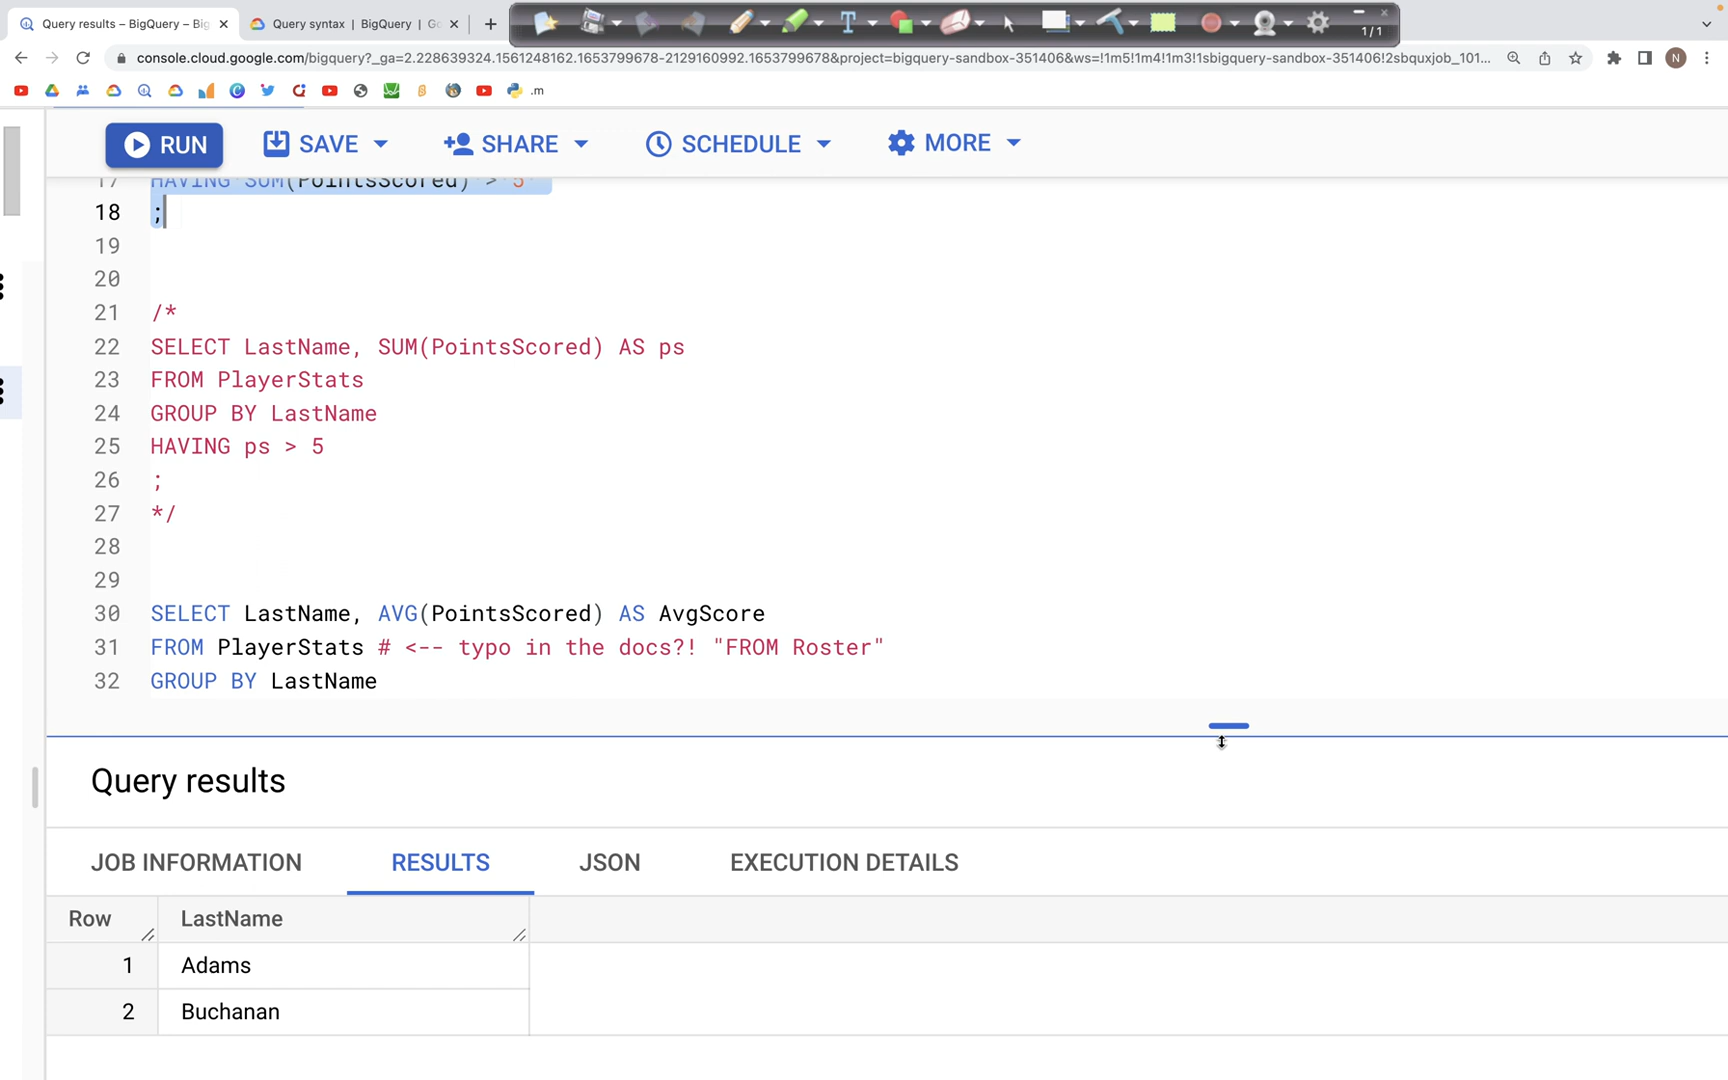 Query results – BigQuery – Big
Query syntax | BigQuery | Go
1/1
console.cloud.google.com/bigquery?_ga=2.228639324.1561248162.1653799678-2129160992.1653799678&project=bigquery-sandbox-351406&ws=!1m5!1m4!1m3!1sbigquery-sandbox-351406!2sbquxjob_101...
N
.m
RUN SAVE SHARE SCHEDULE MORE
17 HAVING SUM(PointsScored) > 5
18 ;
19
20
21 /*
22 SELECT LastName, SUM(PointsScored) AS ps
23 FROM PlayerStats
24 GROUP BY LastName
25 HAVING ps > 5
26 ;
27 */
28
29
30 SELECT LastName, AVG(PointsScored) AS AvgScore
31 FROM PlayerStats # <-- typo in the docs?! "FROM Roster"
32 GROUP BY LastName
Query results
JOB INFORMATION RESULTS JSON EXECUTION DETAILS
Row LastName
1 Adams
2 Buchanan